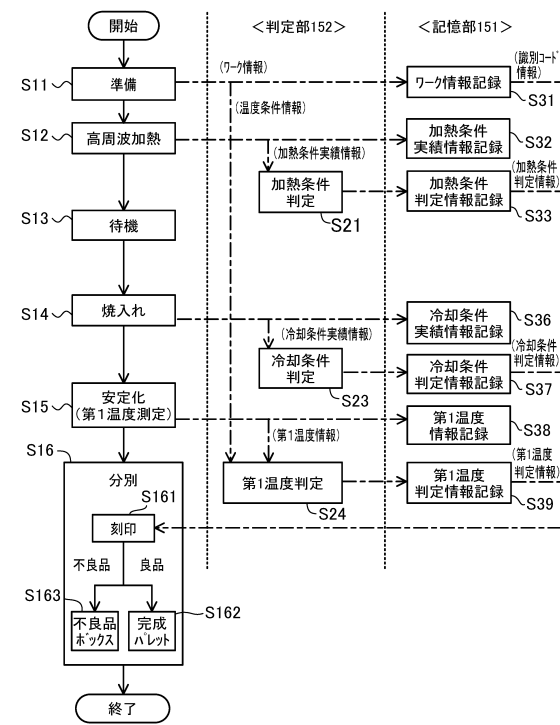 開始
<判定部152>
<記憶部151>
(ワーク情報)
(識別コード
情報)
S11
準備
ワーク情報記録
S31
(温度条件情報)
S12
高周波加熱
加熱条件
実績情報記録
S32
(加熱条件実績情報)
(加熱条件
判定情報)
加熱条件
判定
S21
加熱条件
判定情報記録
S33
S13
待機
S14
焼入れ
冷却条件
実績情報記録
S36
(冷却条件実績情報)
(冷却条件
判定情報)
冷却条件
判定
S23
冷却条件
判定情報記録
S37
S15
安定化
(第1温度測定)
第1温度
情報記録
S38
(第1温度情報)
(第1温度
判定情報)
S16
分別
第1温度判定
S24
第1温度
判定情報記録
S39
S161
刻印
不良品
良品
S163
不良品
ボックス
S162
完成
パレット
終了